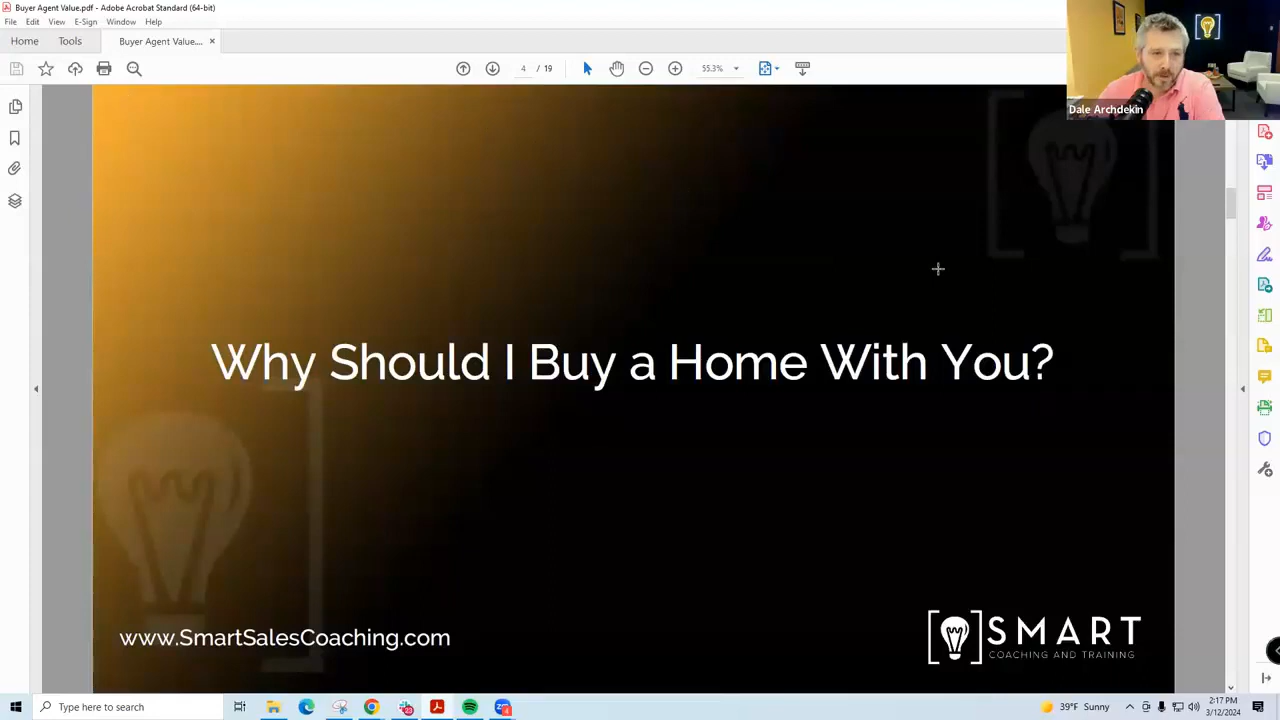 Buyer Agent Value.pdf - Adobe Acrobat Standard (64-bit)
File Edit View E-Sign Window Help
Home Tools Buyer Agent Value.... ×
4 / 19 55.3%
Dale Archdekin
Why Should I Buy a Home With You?
www.SmartSalesCoaching.com
SMART
COACHING AND TRAINING
Type here to search
39°F Sunny
2:17 PM
3/12/2024